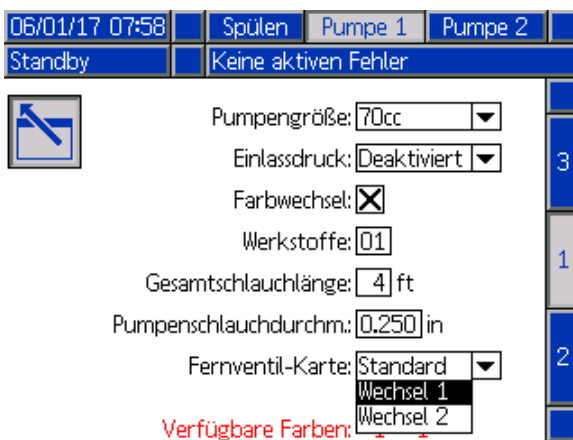 06/01/17 07:58 Spülen Pumpe 1 Pumpe 2
Standby Keine aktiven Fehler
Pumpengröße: 70cc
Einlassdruck: Deaktiviert
3
Farbwechsel:
Werkstoffe: 01
1
Gesamtschlauchlänge: 4 ft
Pumpenschlauchdurchm.: 0.250 in
2
Fernventil-Karte: Standard
Wechsel 1
Wechsel 2
Verfügbare Farben: